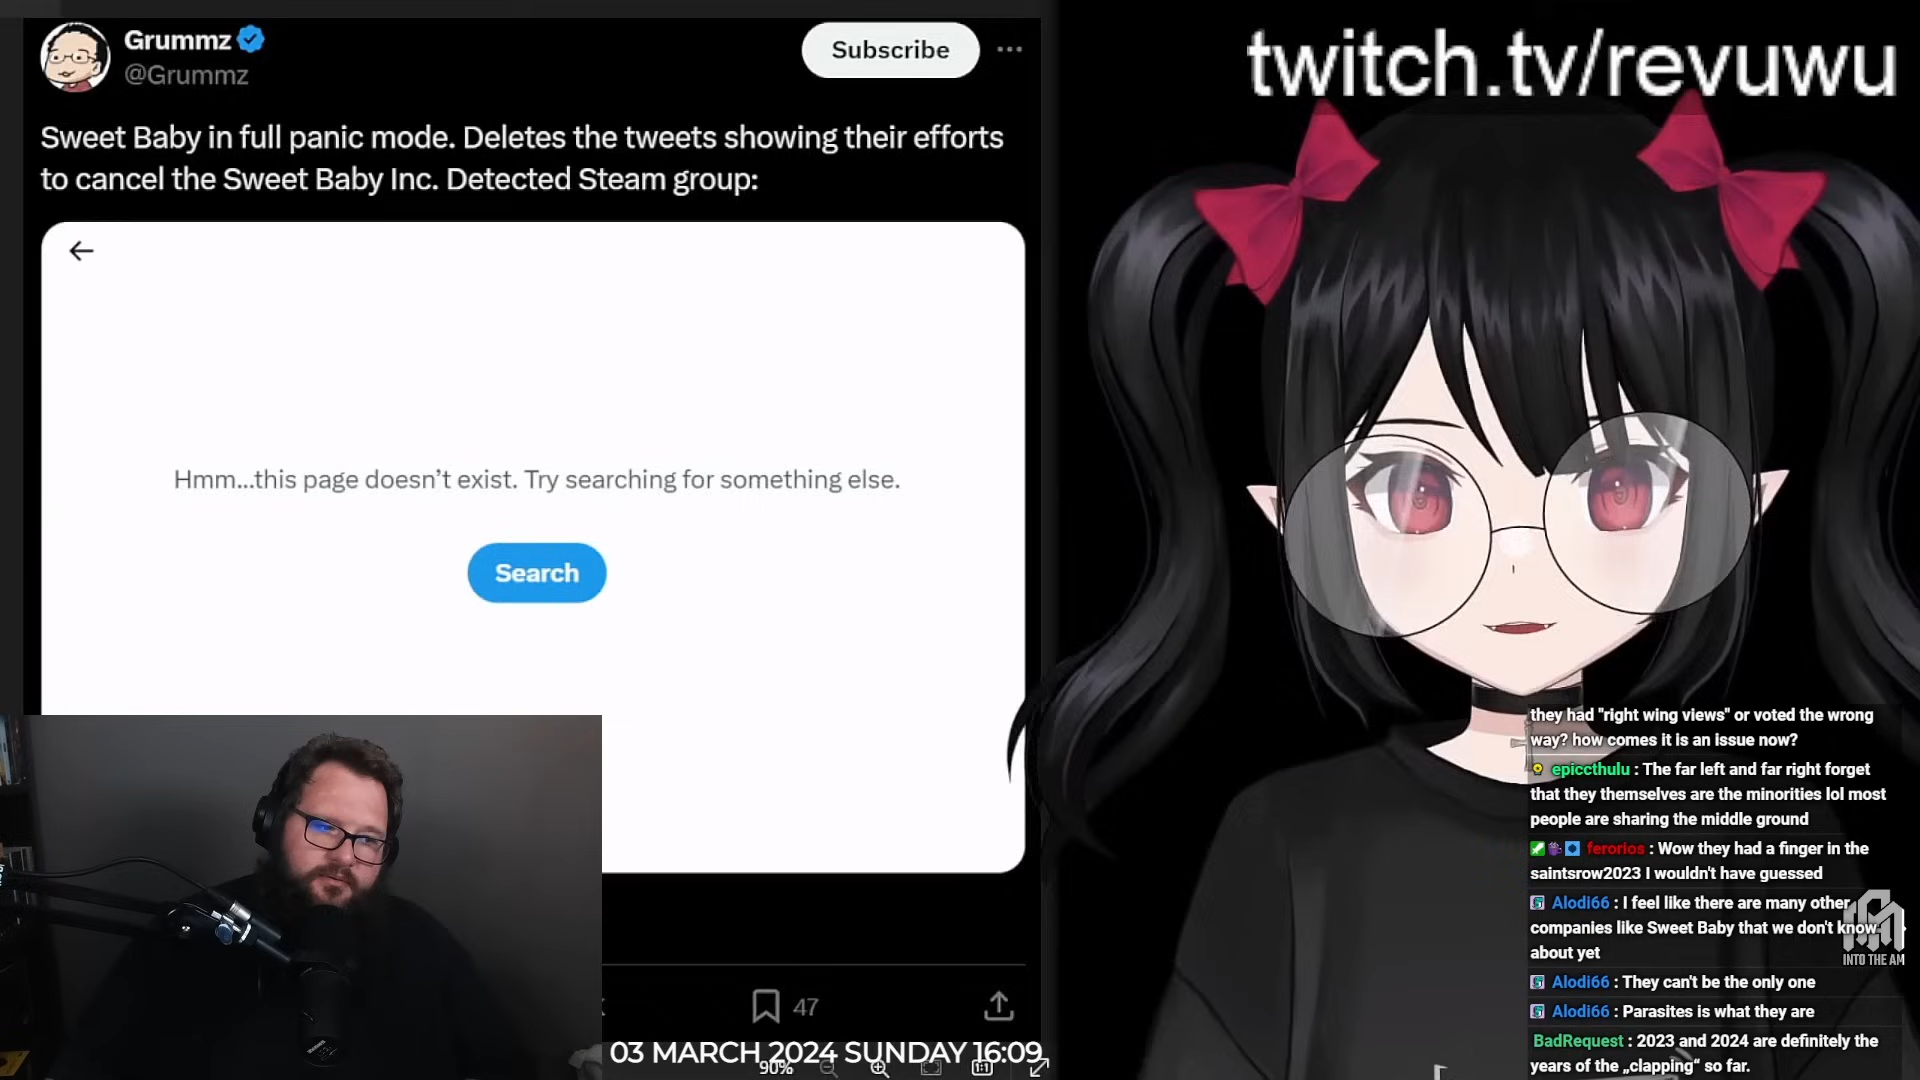 Grummz
@Grummz
Subscribe
twitch.tv/revuwu
Sweet Baby in full panic mode. Deletes the tweets showing their efforts
to cancel the Sweet Baby Inc. Detected Steam group:
Hmm...this page doesn't exist. Try searching for something else.
Search
they had "right wing views" or voted the wrong
way? how comes it is an issue now?
epiccthulu : The far left and far right forget
that they themselves are the minorities lol most
people are sharing the middle ground
ferorios : Wow they had a finger in the
saintsrow2023 I wouldn't have guessed
Alodi66 : I feel like there are many other
companies like Sweet Baby that we don't know
about yet
Alodi66 : They can't be the only one
Alodi66 : Parasites is what they are
BadRequest : 2023 and 2024 are definitely the
years of the „clapping“ so far.
INTO THE AM
47
03 MARCH 2024 SUNDAY 16:09
90%
1:1